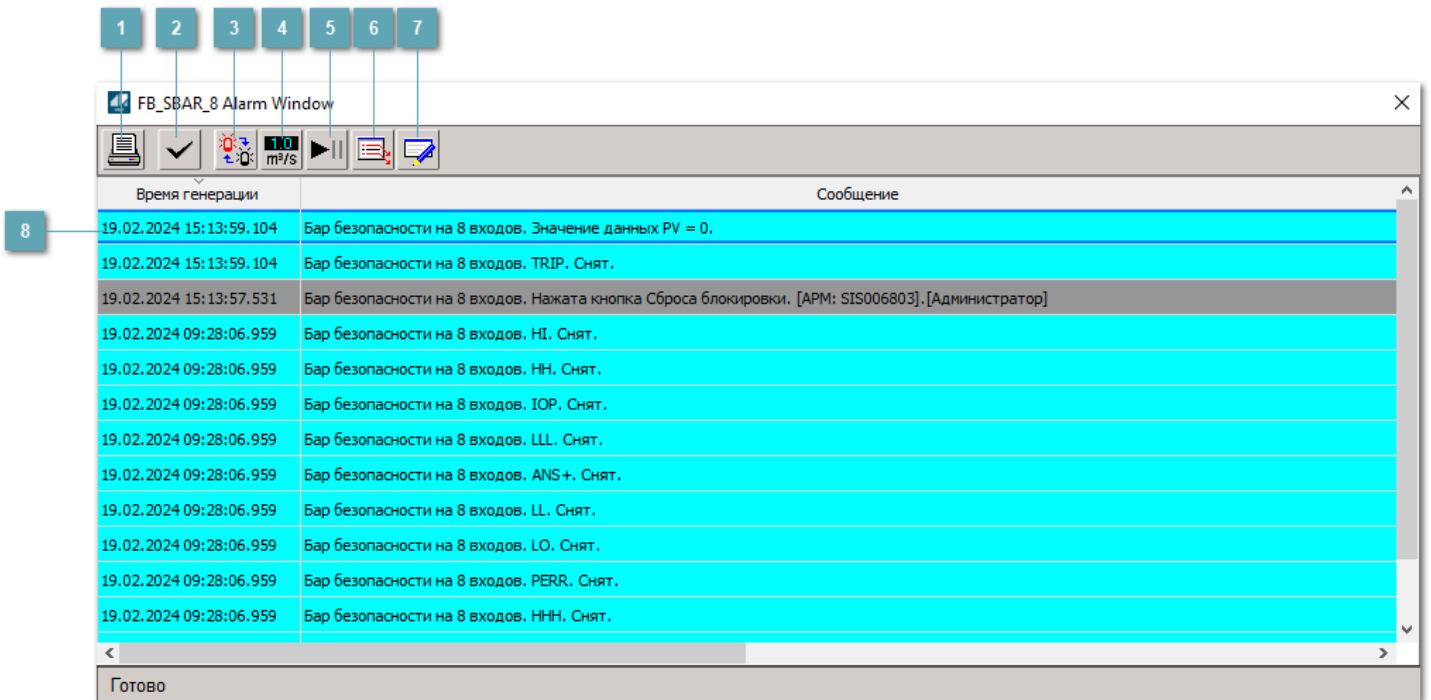 1 2 3 4 5 6 7
FB_SBAR_8 Alarm Window
1.0
m³/s
Время генерации Сообщение
8
19.02.2024 15:13:59.104 Бар безопасности на 8 входов. Значение данных PV = 0.
19.02.2024 15:13:59.104 Бар безопасности на 8 входов. TRIP. Снят.
19.02.2024 15:13:57.531 Бар безопасности на 8 входов. Нажата кнопка Сброса блокировки. [АРМ: SIS006803].[Администратор]
19.02.2024 09:28:06.959 Бар безопасности на 8 входов. HI. Снят.
19.02.2024 09:28:06.959 Бар безопасности на 8 входов. HH. Снят.
19.02.2024 09:28:06.959 Бар безопасности на 8 входов. IOP. Снят.
19.02.2024 09:28:06.959 Бар безопасности на 8 входов. LLL. Снят.
19.02.2024 09:28:06.959 Бар безопасности на 8 входов. ANS+. Снят.
19.02.2024 09:28:06.959 Бар безопасности на 8 входов. LL. Снят.
19.02.2024 09:28:06.959 Бар безопасности на 8 входов. LO. Снят.
19.02.2024 09:28:06.959 Бар безопасности на 8 входов. PERR. Снят.
19.02.2024 09:28:06.959 Бар безопасности на 8 входов. HHH. Снят.
Готово